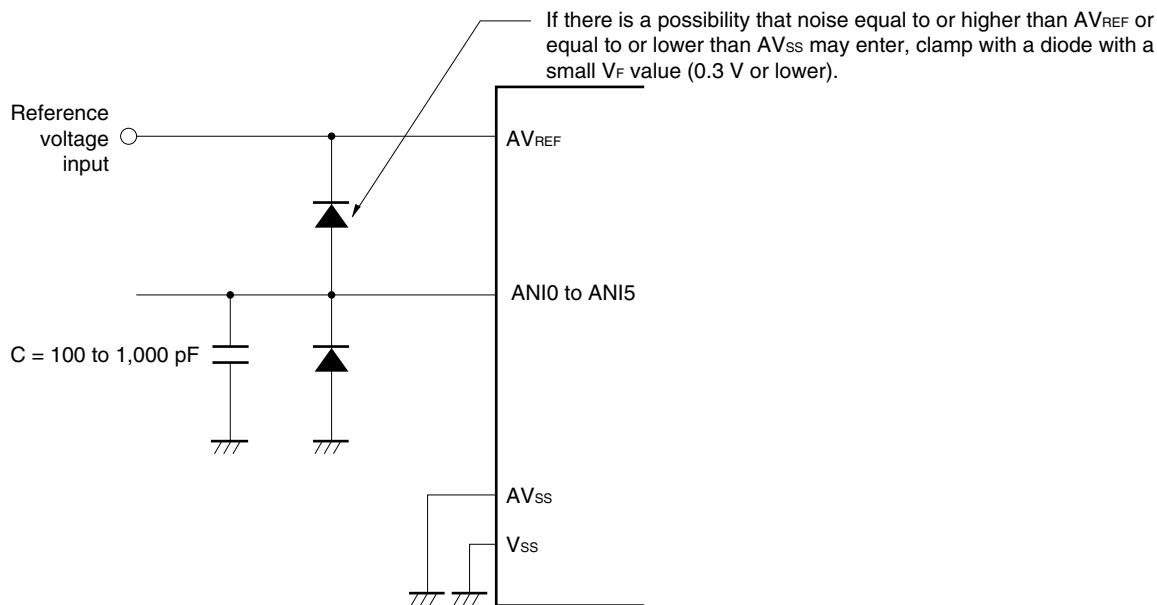 If there is a possibility that noise equal to or higher than AVREF or
equal to or lower than AVSS may enter, clamp with a diode with a
small VF value (0.3 V or lower).
Reference
voltage
input
AVREF
ANI0 to ANI5
C = 100 to 1,000 pF
AVSS
VSS